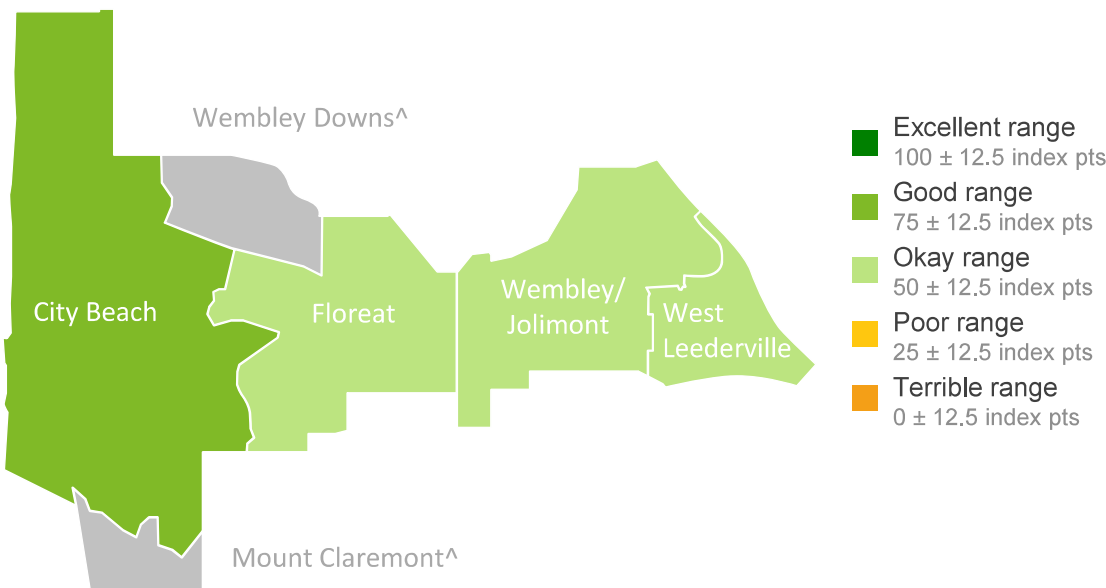 Wembley Downs^
City Beach
Floreat
Wembley/
Jolimont
West
Leederville
Mount Claremont^
Excellent range
100 ± 12.5 index pts
Good range
75 ± 12.5 index pts
Okay range
50 ± 12.5 index pts
Poor range
25 ± 12.5 index pts
Terrible range
0 ± 12.5 index pts